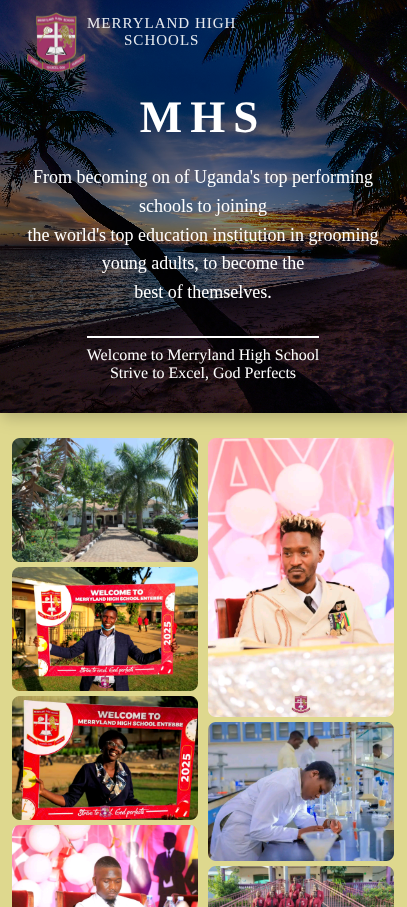 MERRYLAND HIGH
SCHOOLS
MHS
From becoming on of Uganda's top performing
schools to joining
the world's top education institution in grooming
young adults, to become the
best of themselves.
Welcome to Merryland High School
Strive to Excel, God Perfects
WELCOME TO
MERRYLAND HIGH SCHOOL ENTEBBE
2025
Strive to Excel, God perfects
WELCOME TO
MERRYLAND HIGH SCHOOL ENTEBBE
2025
Strive to Excel, God perfects